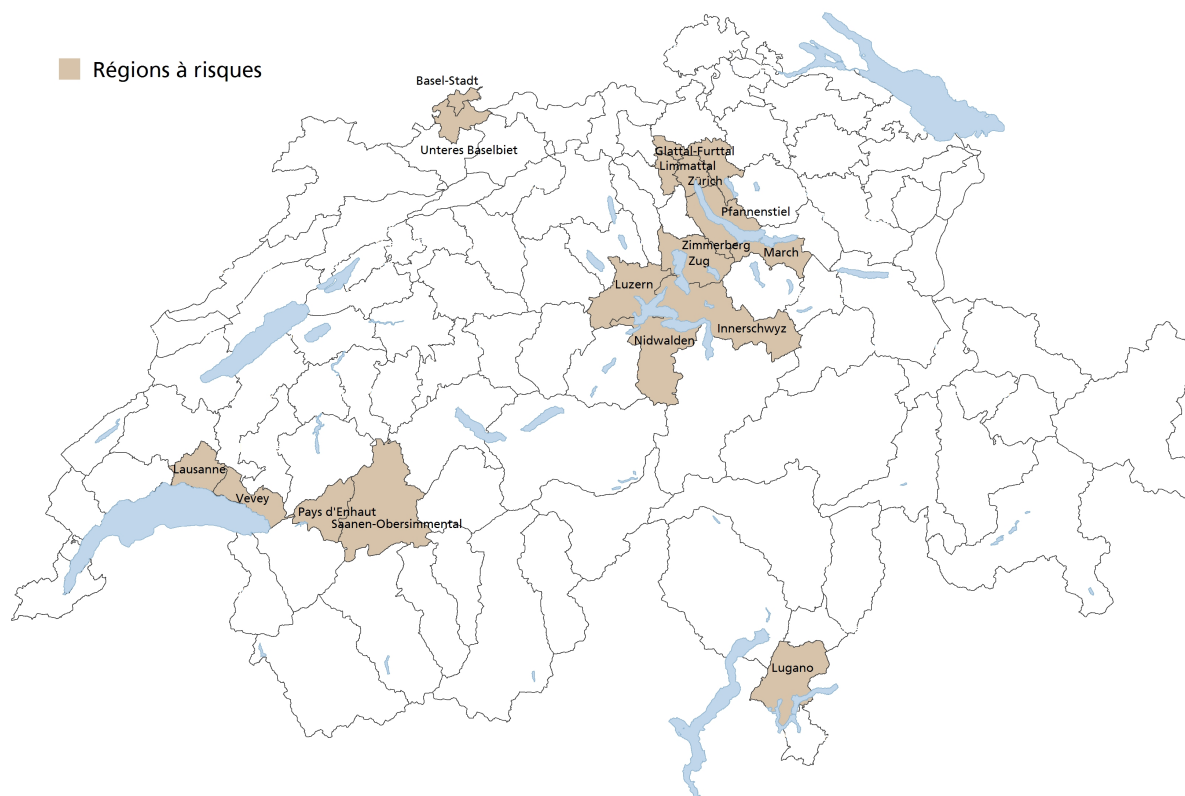 Régions à risques
Basel-Stadt
Unteres Baselbiet
Glattal-Furttal
Limmattal
Zürich
Pfannenstiel
Zimmerberg
March
Zug
Luzern
Innerschwyz
Nidwalden
Lausanne
Vevey
Pays d'Enhaut
Saanen-Obersimmental
Lugano